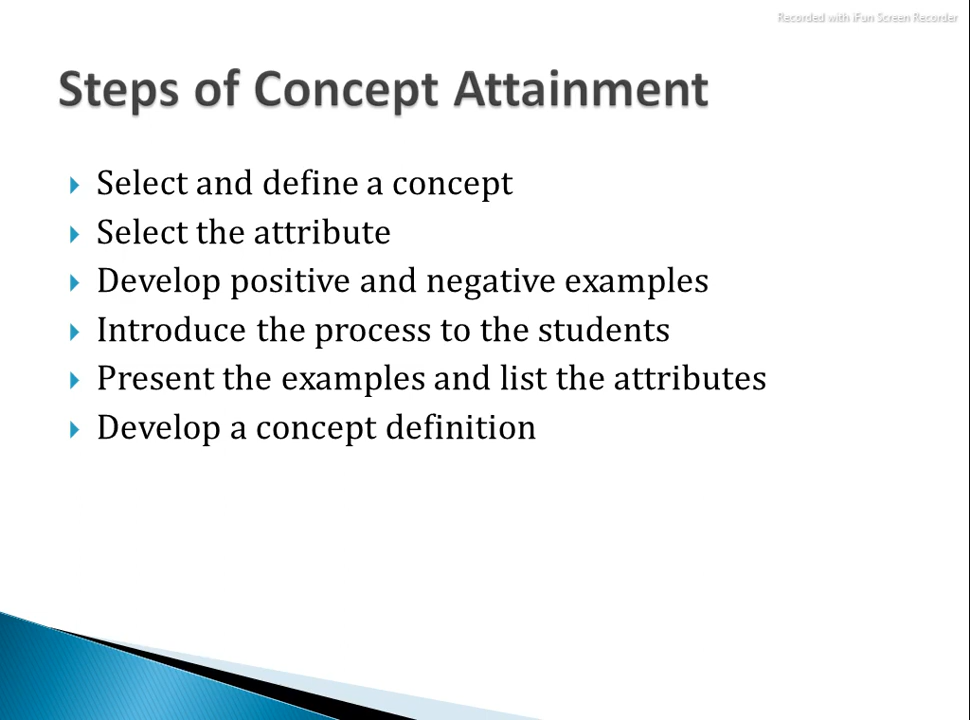 Recorded with iFun Screen Recorder
Steps of Concept Attainment
Select and define a concept
Select the attribute
Develop positive and negative examples
Introduce the process to the students
Present the examples and list the attributes
Develop a concept definition